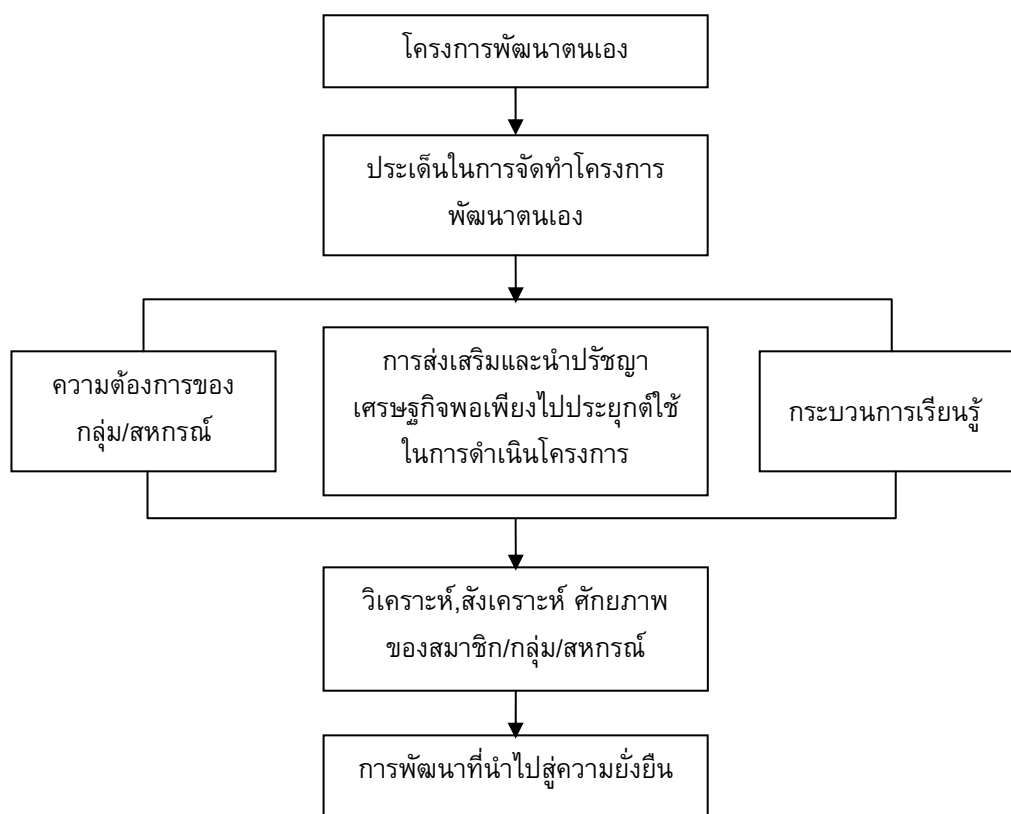 โครงการพัฒนาตนเอง
ประเด็นในการจัดทำโครงการ
พัฒนาตนเอง
ความต้องการของ
กลุ่ม/สหกรณ์
การส่งเสริมและนำปรัชญา
เศรษฐกิจพอเพียงไปประยุกต์ใช้
ในการดำเนินโครงการ
กระบวนการเรียนรู้
วิเคราะห์,สังเคราะห์ ศักยภาพ
ของสมาชิก/กลุ่ม/สหกรณ์
การพัฒนาที่นำไปสู่ความยั่งยืน